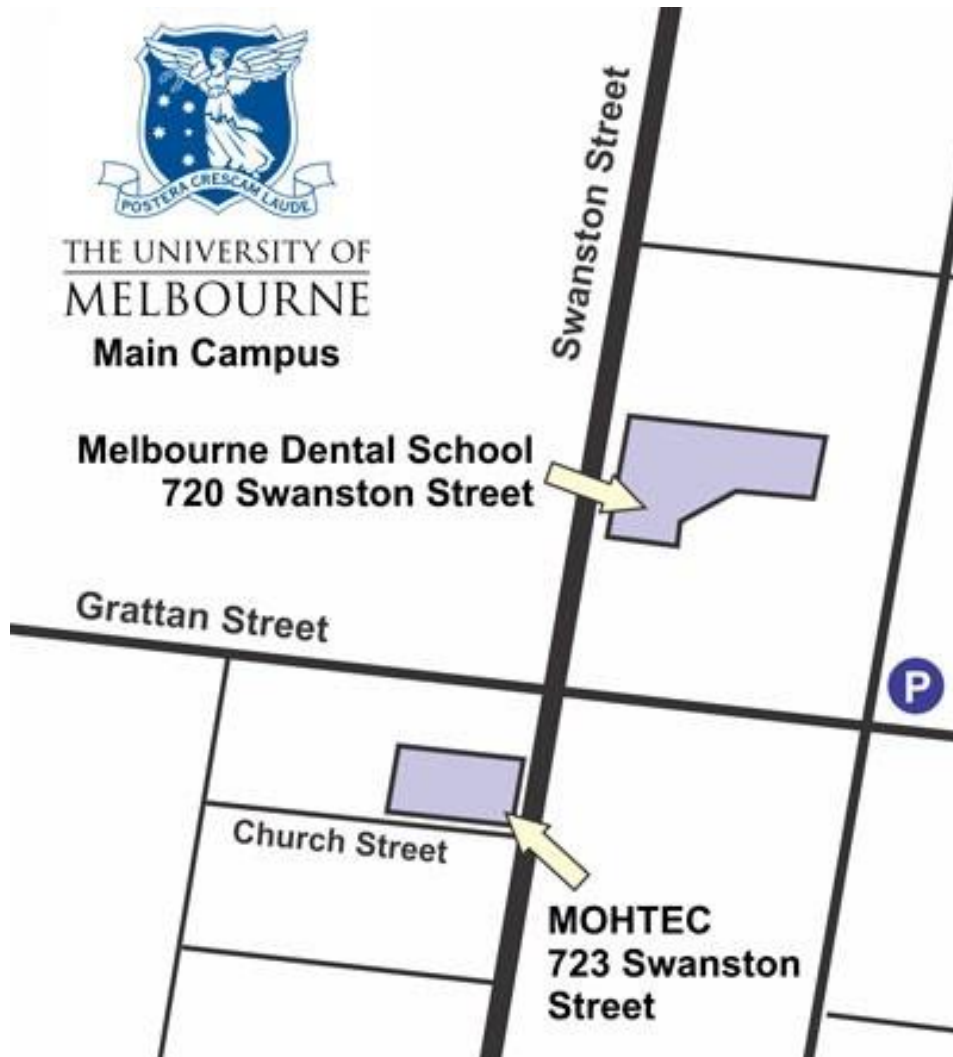 POSTERA CRESCAM LAUDE
THE UNIVERSITY OF
MELBOURNE
Main Campus
Swanston Street
Melbourne Dental School
720 Swanston Street
Grattan Street
P
Church Street
MOHTEC
723 Swanston
Street